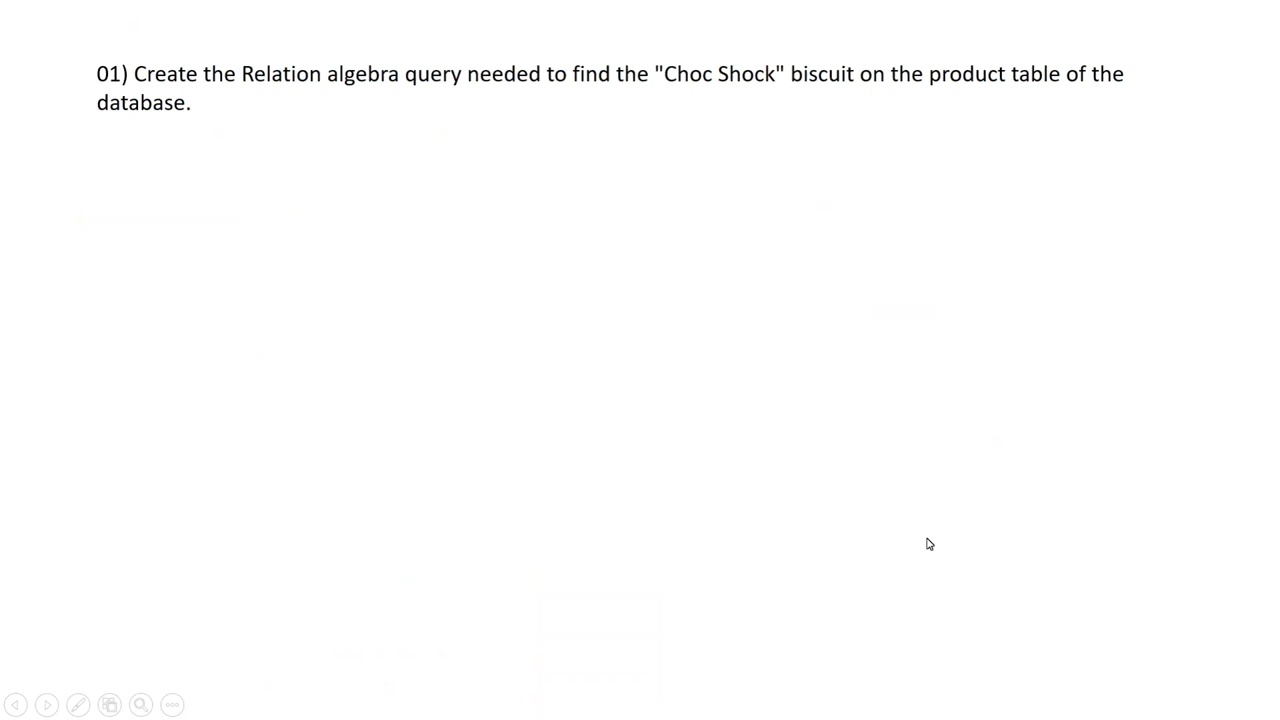 01) Create the Relation algebra query needed to find the "Choc Shock" biscuit on the product table of the
database.